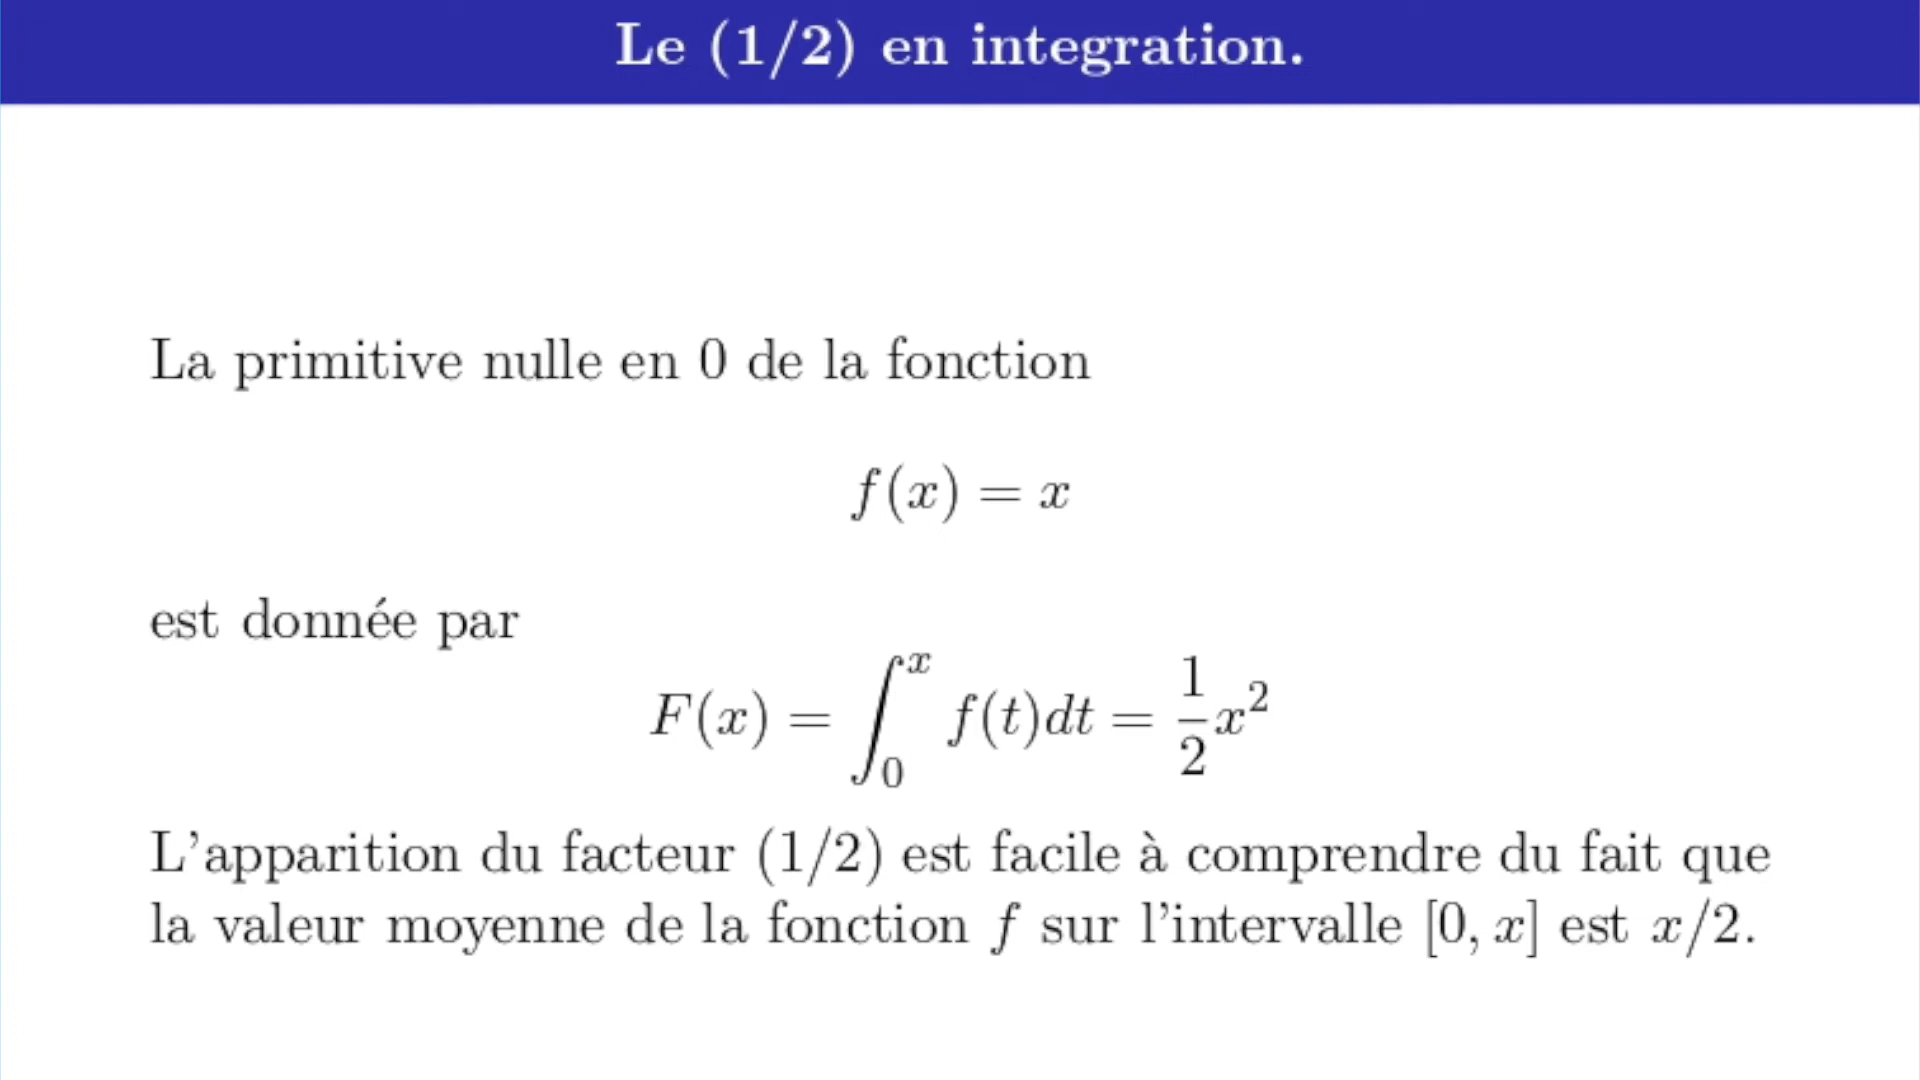 Le (1/2) en integration.
La primitive nulle en 0 de la fonction
f(x) = x
est donnée par
F(x) = ∫₀ˣ f(t)dt = 1/2 x²
L'apparition du facteur (1/2) est facile à comprendre du fait que
la valeur moyenne de la fonction f sur l'intervalle [0, x] est x/2.